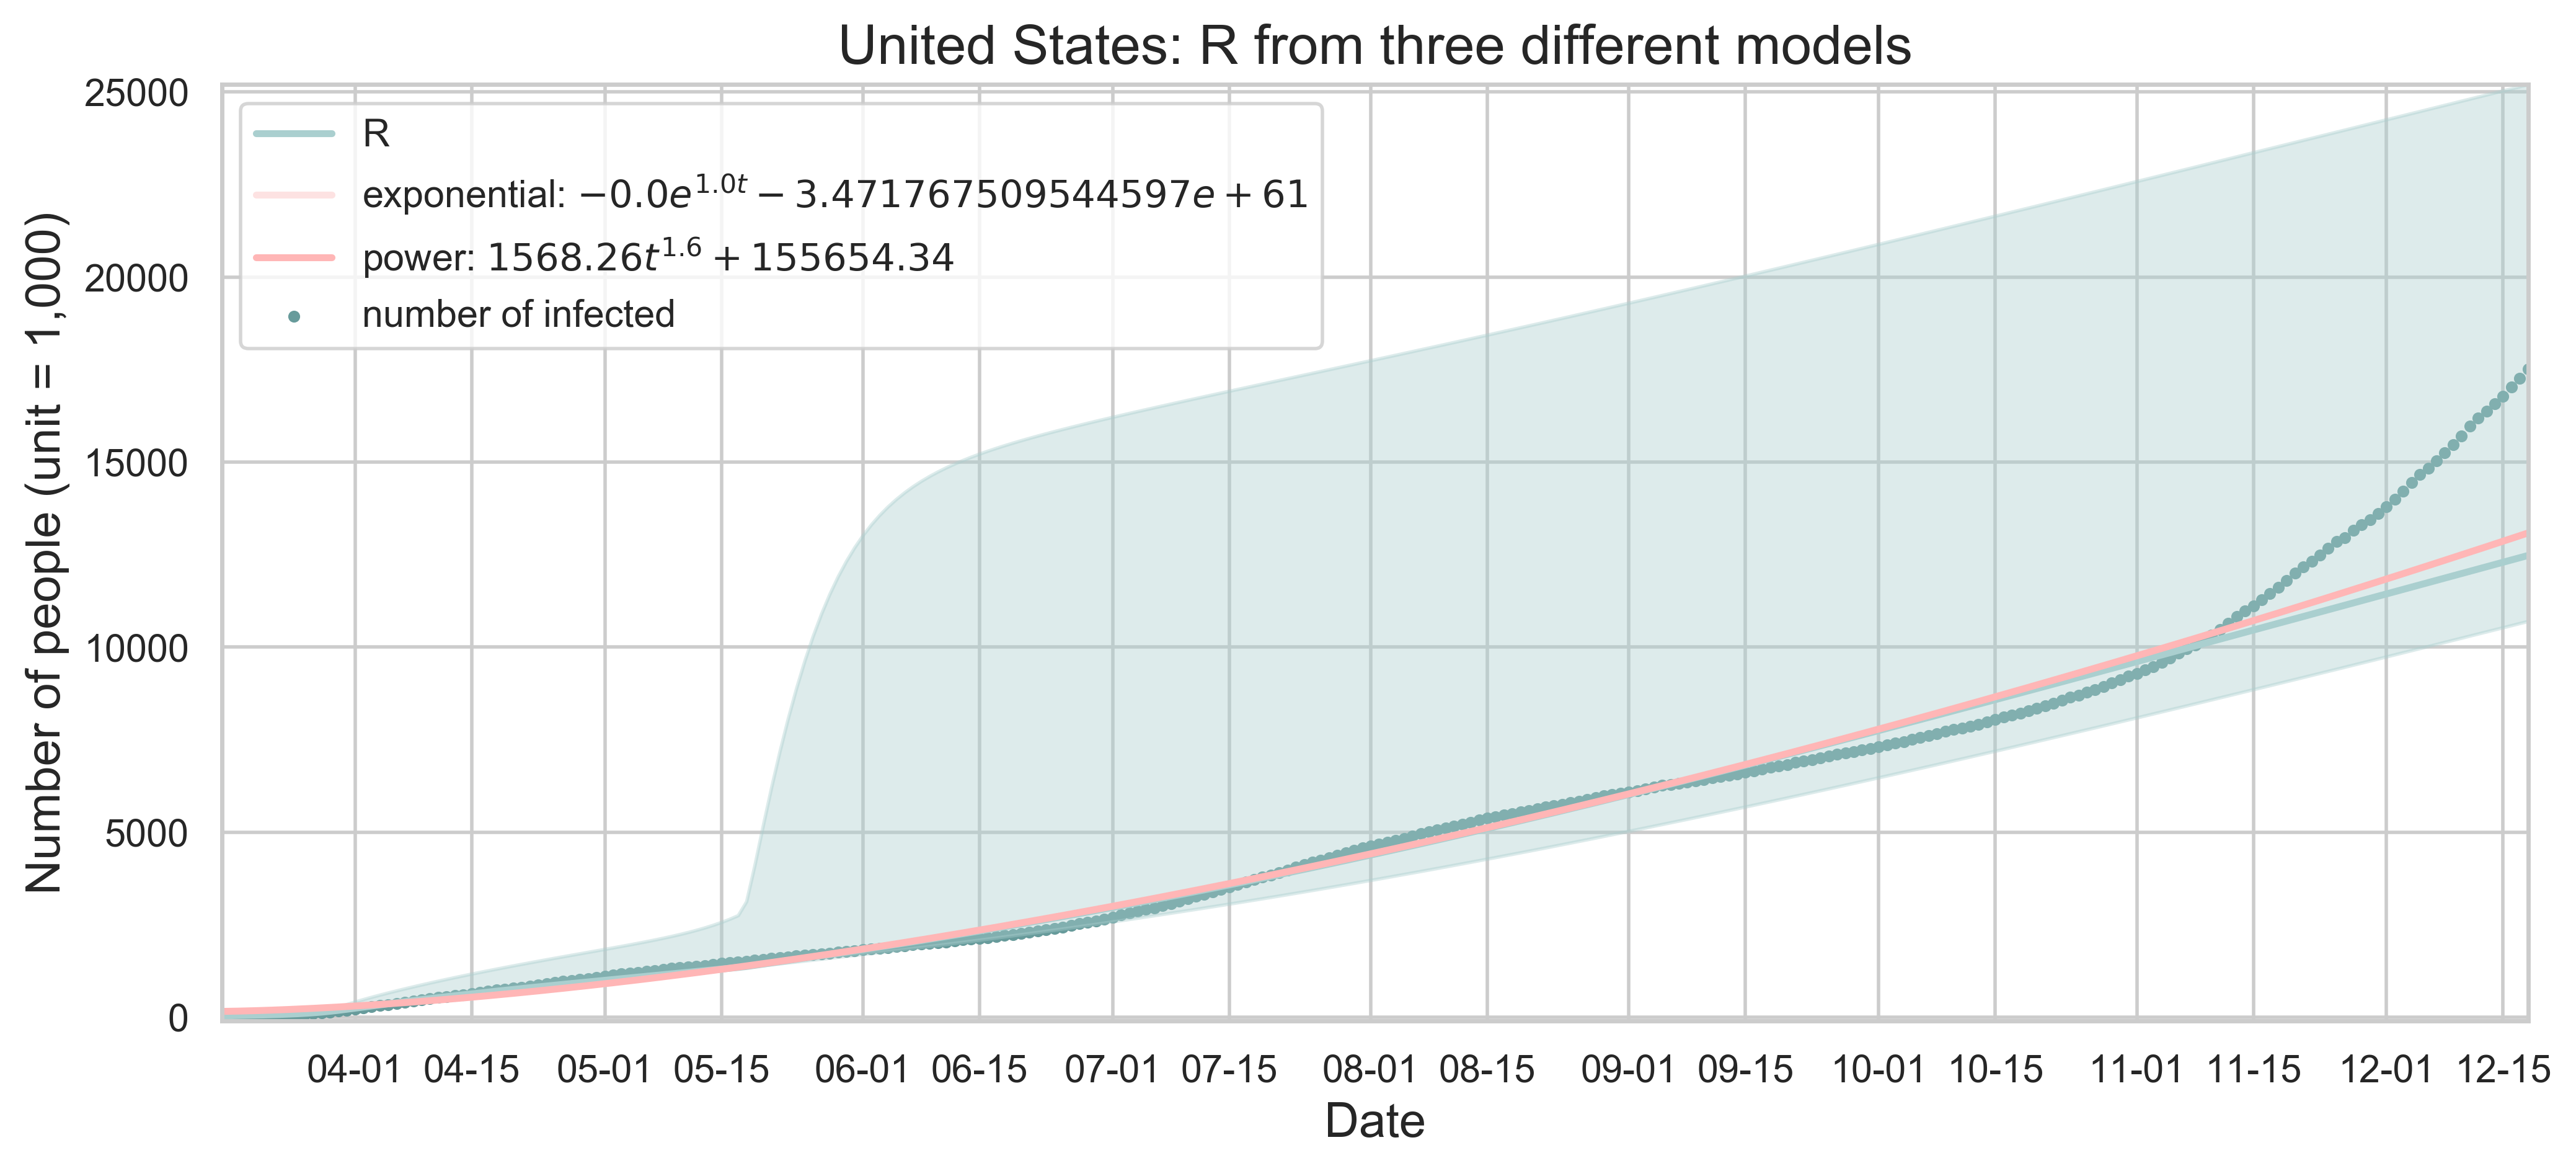 United States: R from three different models
Number of people (unit = 1,000)
25000
20000
15000
10000
5000
0
R
exponential: −0.0e^{1.0t} − 3.4717675095445​97e + 61
power: 1568.26t^{1.6} + 155654.34
number of infected
04-01 04-15 05-01 05-15 06-01 06-15 07-01 07-15 08-01 08-15 09-01 09-15 10-01 10-15 11-01 11-15 12-01 12-15
Date